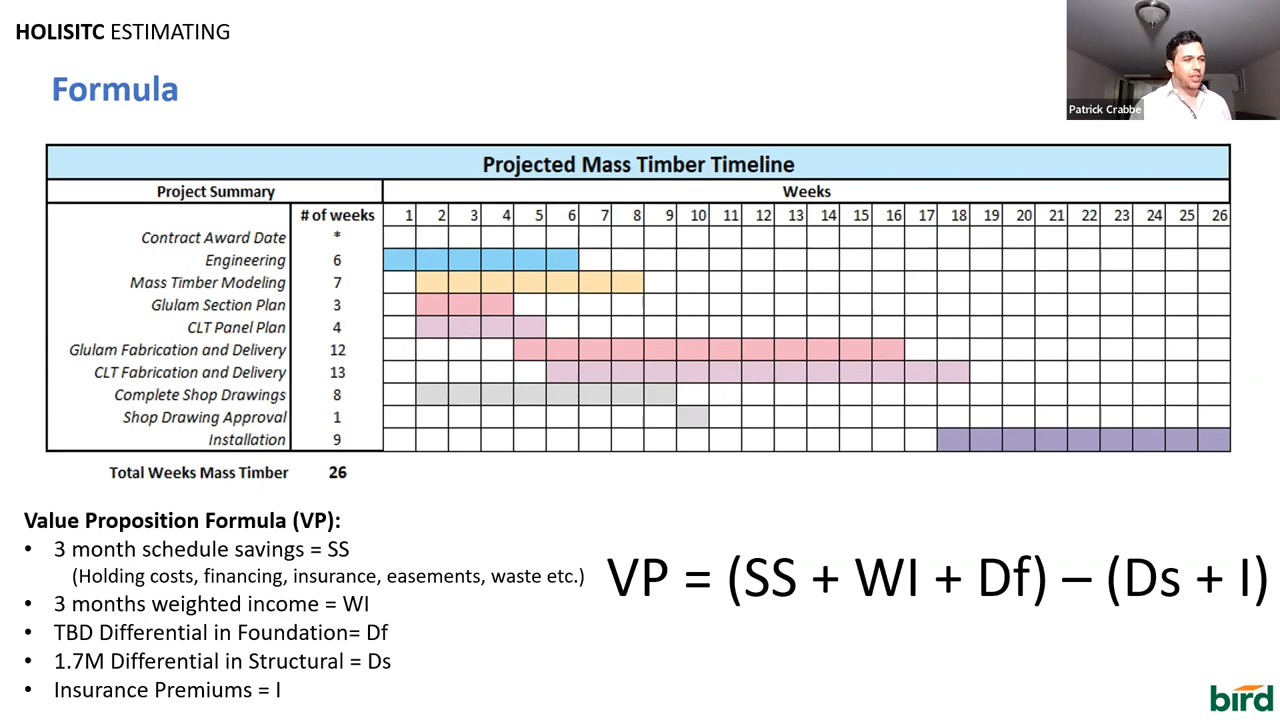 HOLISITC ESTIMATING
Formula
Patrick Crabbe
Projected Mass Timber Timeline
Project Summary Weeks
# of weeks 1 2 3 4 5 6 7 8 9 10 11 12 13 14 15 16 17 18 19 20 21 22 23 24 25 26
Contract Award Date *
Engineering 6
Mass Timber Modeling 7
Glulam Section Plan 3
CLT Panel Plan 4
Glulam Fabrication and Delivery 12
CLT Fabrication and Delivery 13
Complete Shop Drawings 8
Shop Drawing Approval 1
Installation 9
Total Weeks Mass Timber 26
Value Proposition Formula (VP):
• 3 month schedule savings = SS
(Holding costs, financing, insurance, easements, waste etc.)
• 3 months weighted income = WI
• TBD Differential in Foundation= Df
• 1.7M Differential in Structural = Ds
• Insurance Premiums = I
VP = (SS + WI + Df) – (Ds + I)
bird